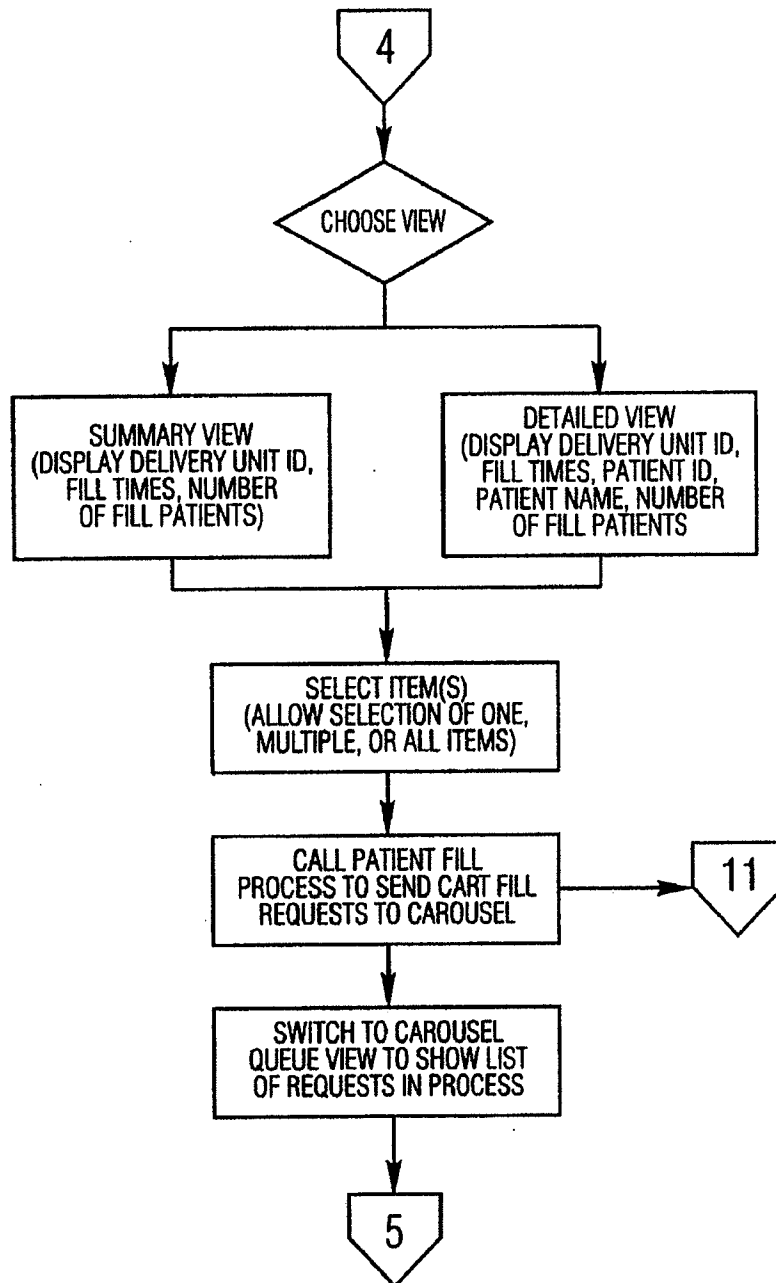 4
CHOOSE VIEW
SUMMARY VIEW
(DISPLAY DELIVERY UNIT ID,
FILL TIMES, NUMBER
OF FILL PATIENTS)
DETAILED VIEW
(DISPLAY DELIVERY UNIT ID,
FILL TIMES, PATIENT ID,
PATIENT NAME, NUMBER
OF FILL PATIENTS
SELECT ITEM(S)
(ALLOW SELECTION OF ONE,
MULTIPLE, OR ALL ITEMS)
CALL PATIENT FILL
PROCESS TO SEND CART FILL
REQUESTS TO CAROUSEL
11
SWITCH TO CAROUSEL
QUEUE VIEW TO SHOW LIST
OF REQUESTS IN PROCESS
5